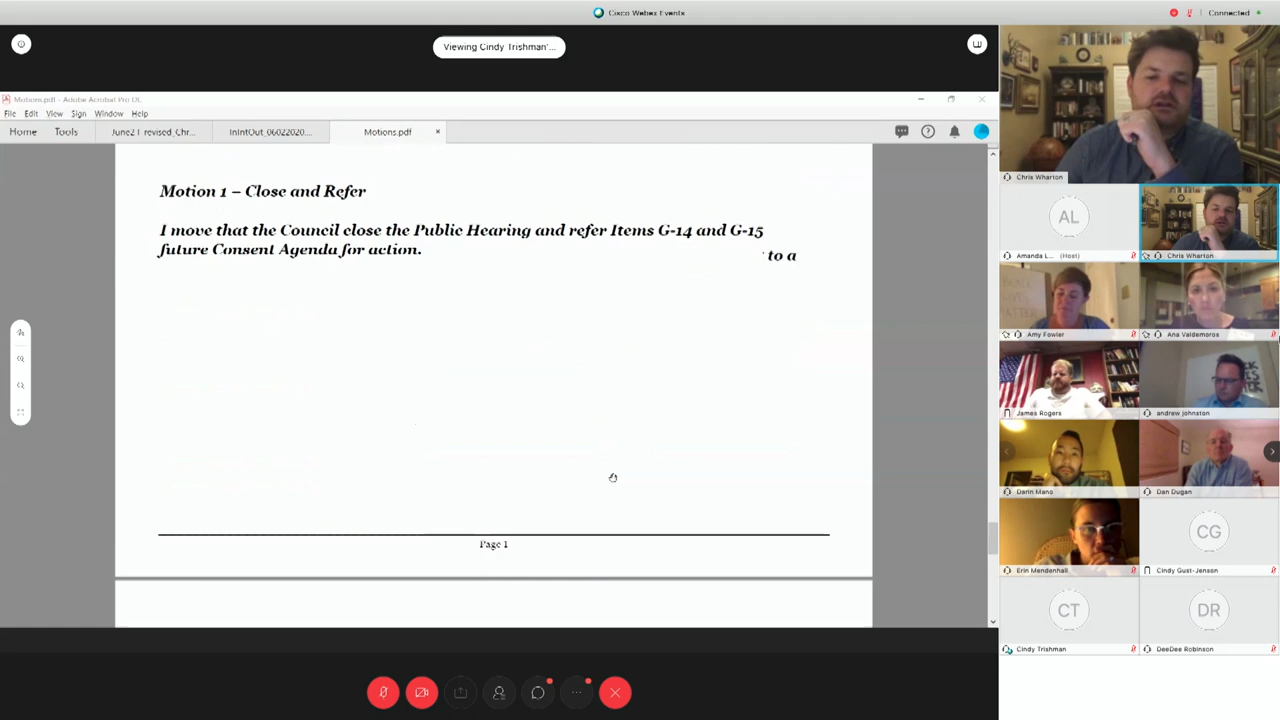 Cisco Webex Events
Connected
Viewing Cindy Trishman'...
Motions.pdf - Adobe Acrobat Pro DC
File Edit View Sign Window Help
Home Tools June2 T revised_Chr... InIntOut_06022020.... Motions.pdf ×
Motion 1 – Close and Refer
I move that the Council close the Public Hearing and refer Items G-14 and G-15
to a
future Consent Agenda for action.
Page 1
Chris Wharton
AL
Amanda L... (Host)
Chris Wharton
Amy Fowler
Ana Valdemoros
James Rogers
andrew johnston
Darin Mano
Dan Dugan
Erin Mendenhall
CG
Cindy Gust-Jenson
CT
Cindy Trishman
DR
DeeDee Robinson